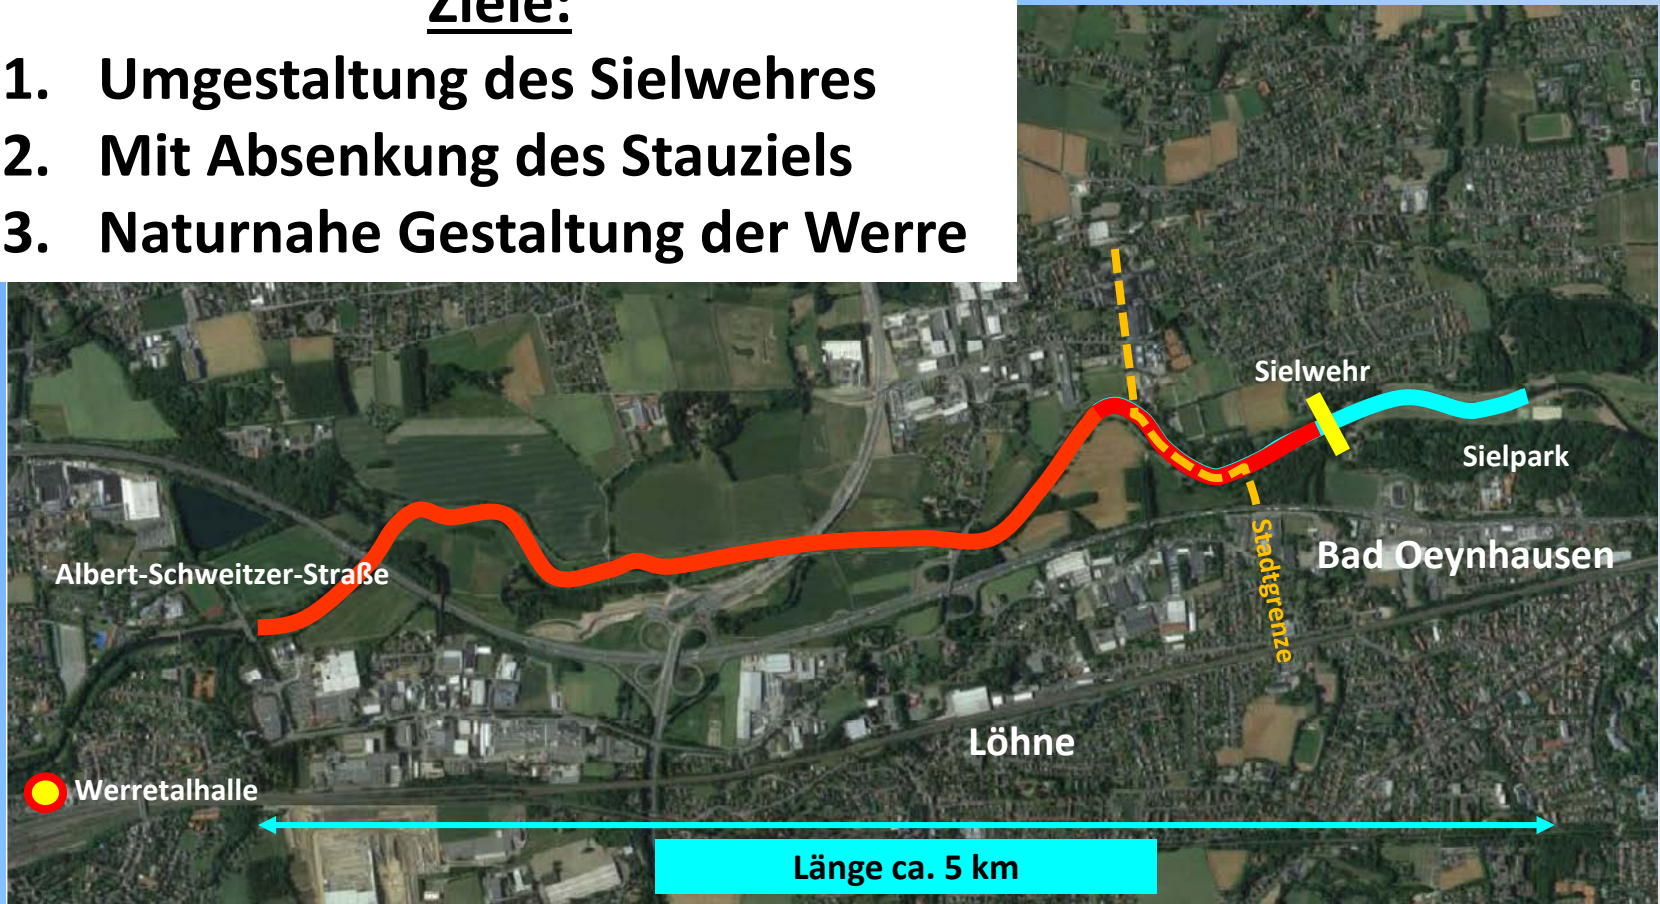 Ziele:
1. Umgestaltung des Sielwehres
2. Mit Absenkung des Stauziels
3. Naturnahe Gestaltung der Werre
Sielwehr
Sielpark
Albert-Schweitzer-Straße
Stadtgrenze
Bad Oeynhausen
Löhne
Werretalhalle
Länge ca. 5 km